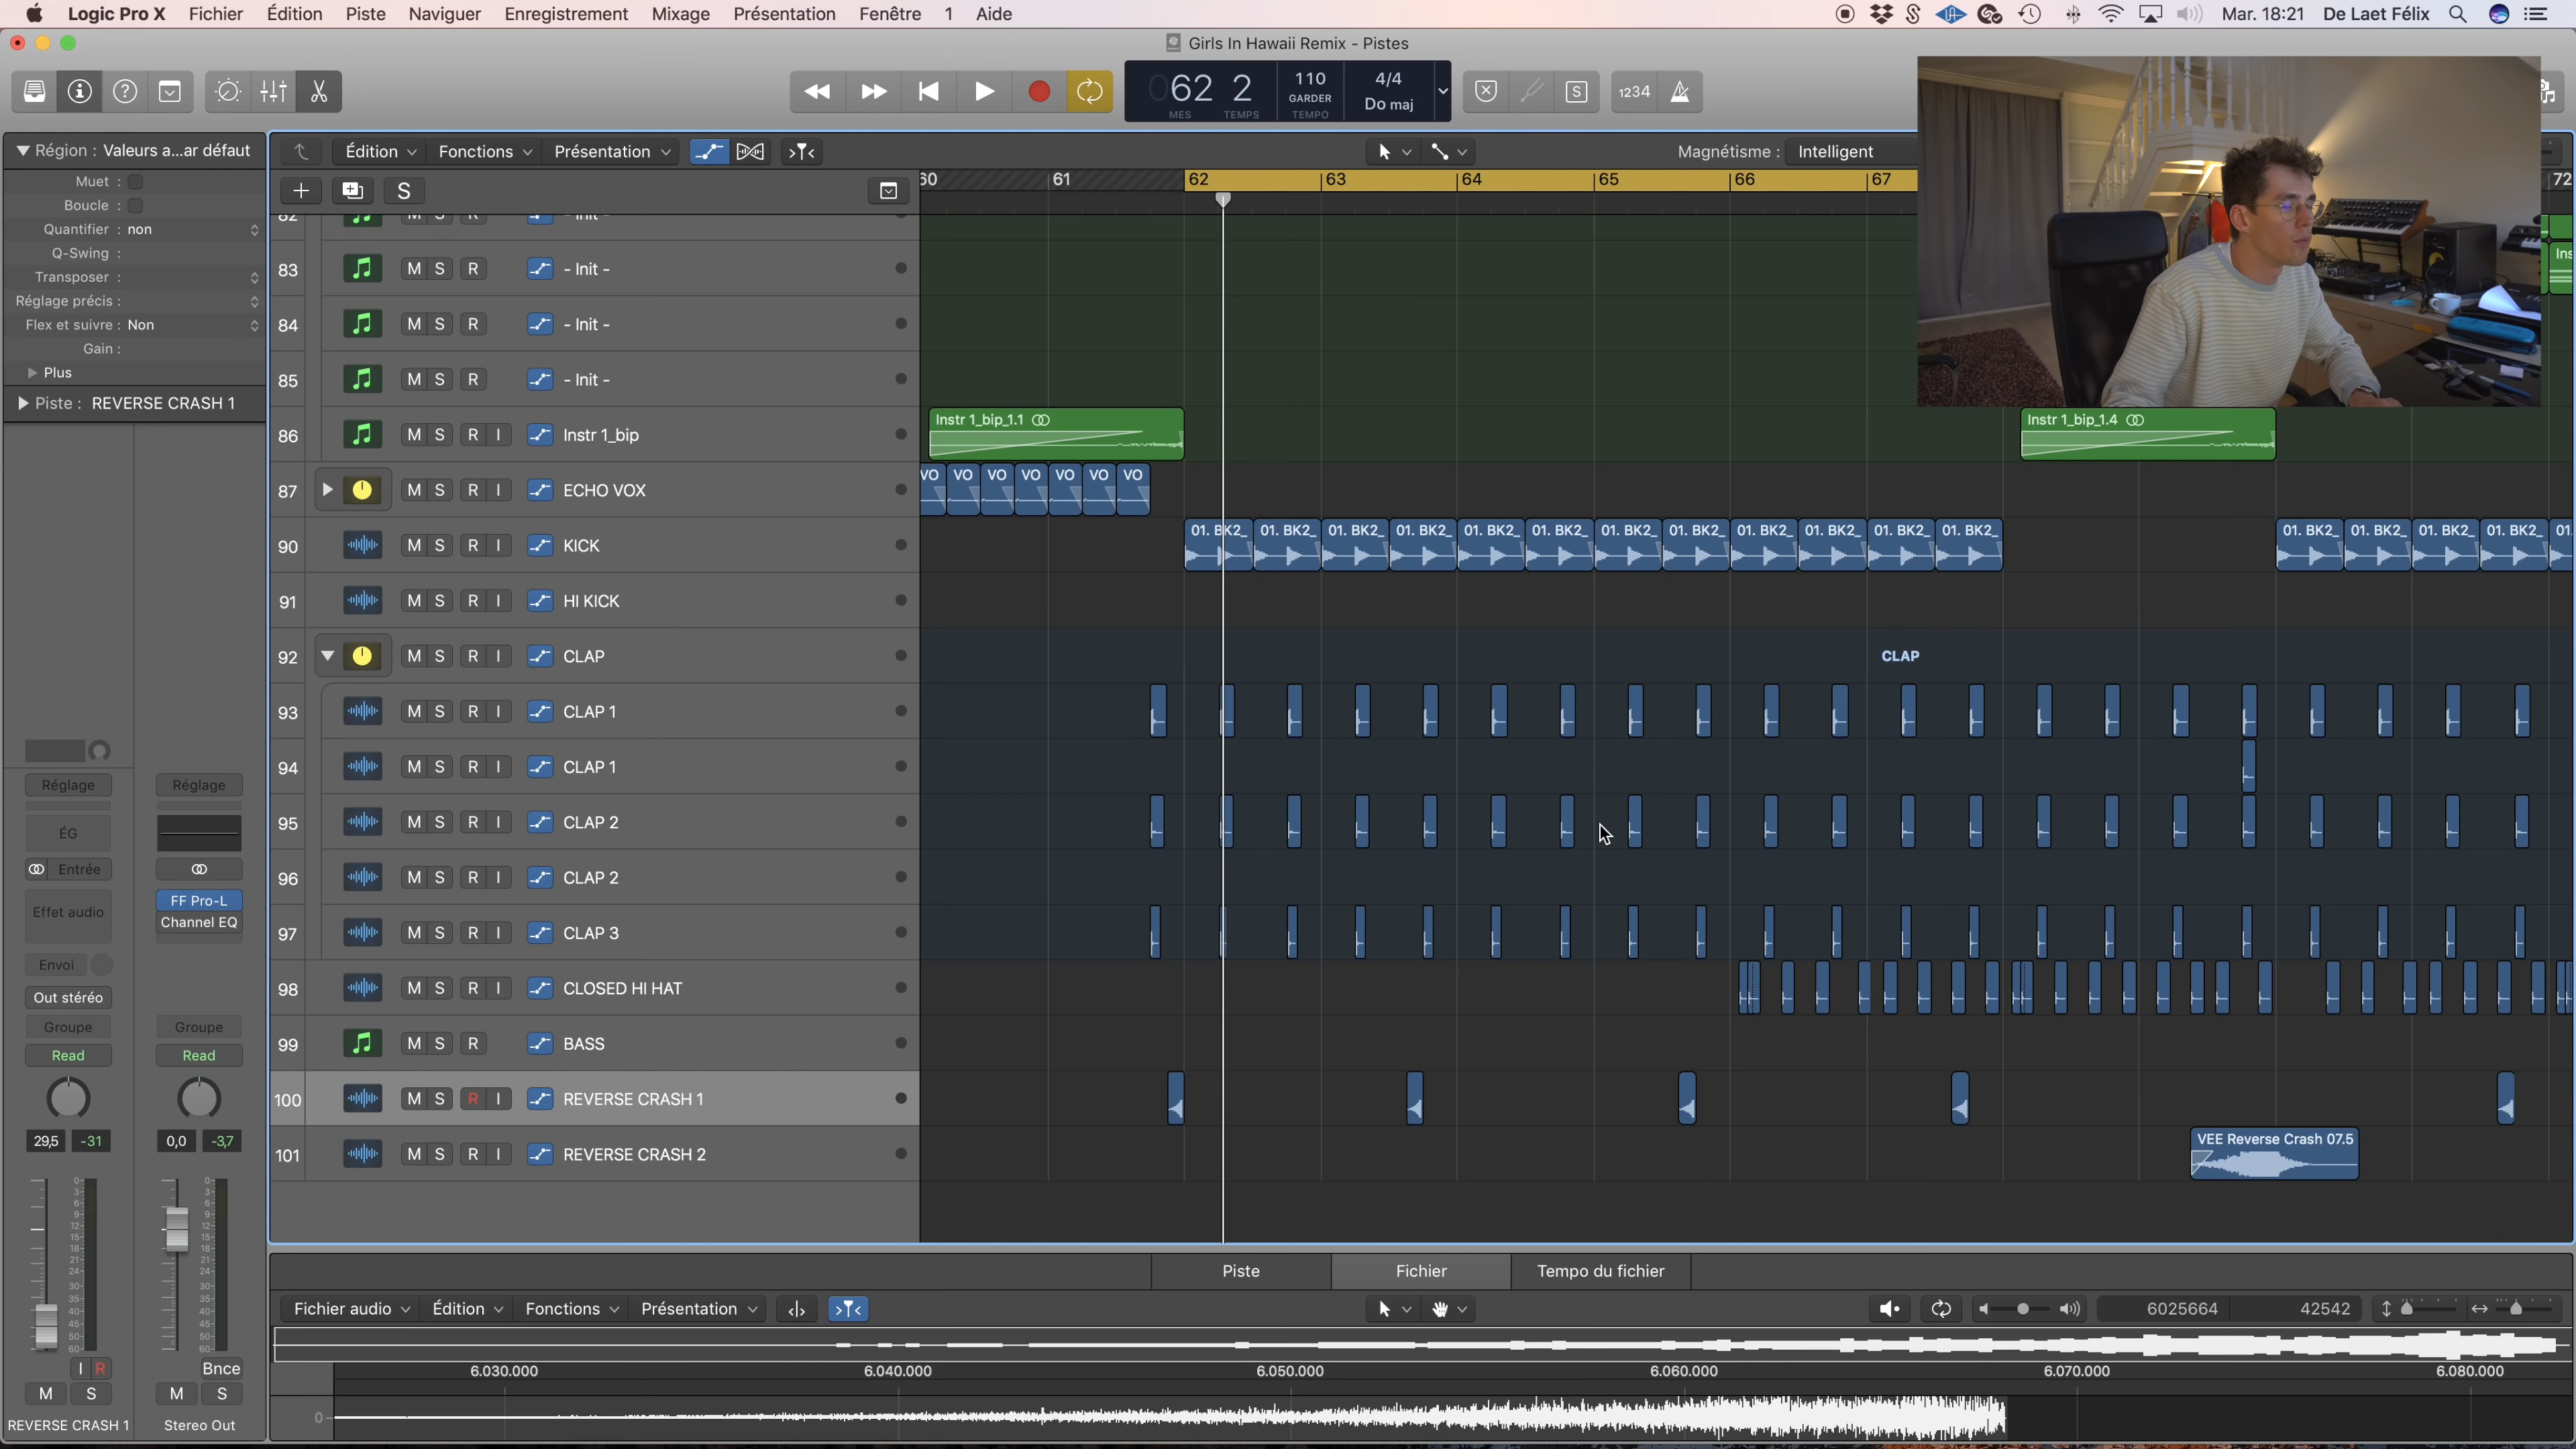 Logic Pro X Fichier Édition Piste Naviguer Enregistrement Mixage Présentation Fenêtre 1 Aide Mar. 18:21 De Laet Félix
Girls In Hawaii Remix - Pistes
62 2 110 GARDER 4/4 Do maj 1234
MES TEMPS TEMPO
Région : Valeurs a...ar défaut
Muet :
Boucle :
Quantifier : non
Q-Swing :
Transposer :
Réglage précis :
Flex et suivre : Non
Gain :
Plus
Piste : REVERSE CRASH 1
Édition Fonctions Présentation Magnétisme : Intelligent
S 60 61 62 63 64 65 66 67 72
82 M S R - Init -
83 M S R - Init -
84 M S R - Init -
85 M S R - Init -
86 M S R I Instr 1_bip Instr 1_bip_1.1 Instr 1_bip_1.4
87 M S R I ECHO VOX VO VO VO VO VO VO VO
90 M S R I KICK 01. BK2_ 01. BK2_ 01. BK2_ 01. BK2_ 01. BK2_ 01. BK2_ 01. BK2_ 01. BK2_ 01. BK2_ 01. BK2_ 01. BK2_ 01. BK2_ 01. BK2_ 01. BK2_ 01. BK2_ 01. BK2_ 01
91 M S R I HI KICK
92 M S R I CLAP CLAP
93 M S R I CLAP 1
94 M S R I CLAP 1
95 M S R I CLAP 2
96 M S R I CLAP 2
97 M S R I CLAP 3
98 M S R I CLOSED HI HAT
99 M S R BASS
100 M S R I REVERSE CRASH 1
101 M S R I REVERSE CRASH 2 VEE Reverse Crash 07.5
Réglage Réglage
ÉG
Entrée
Effet audio FF Pro-L
Channel EQ
Envoi
Out stéréo
Groupe Groupe
Read Read
29,5 -31 0,0 -3,7
I R Bnce
M S M S
REVERSE CRASH 1 Stereo Out
Piste Fichier Tempo du fichier
Fichier audio Édition Fonctions Présentation 6025664 42542
6.030.000 6.040.000 6.050.000 6.060.000 6.070.000 6.080.000
0